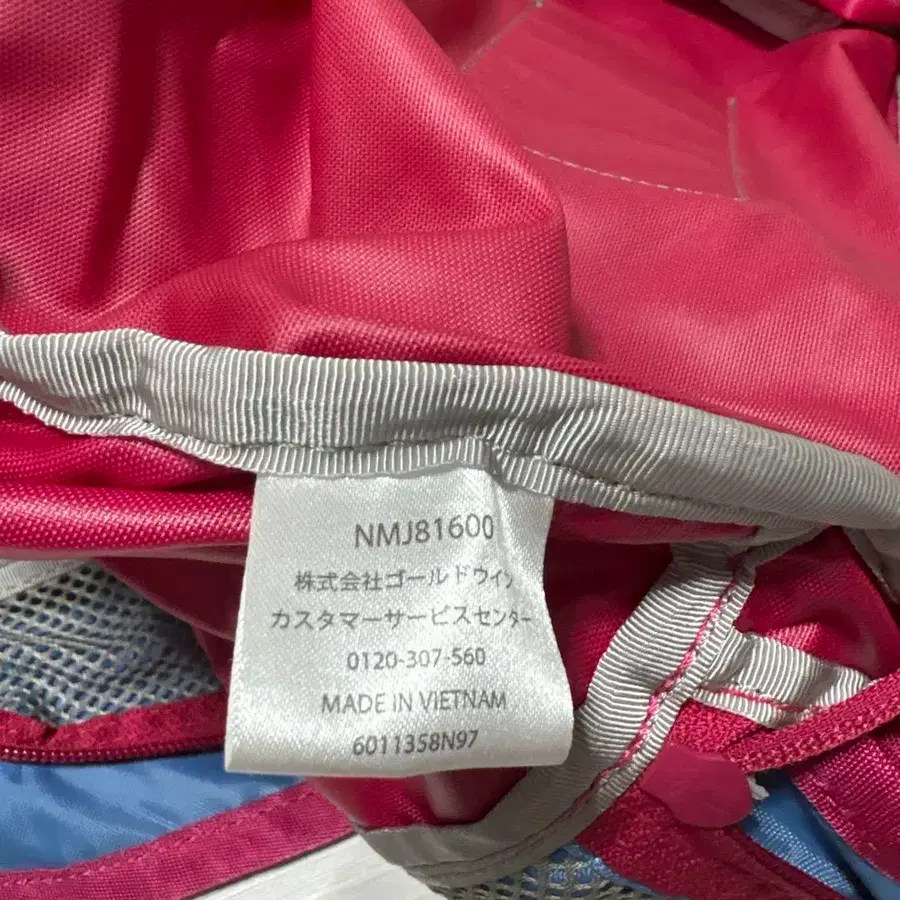 NMJ81600
株式会社ゴールドウイン
カスタマーサービスセンター
0120-307-560
MADE IN VIETNAM
6011358N97